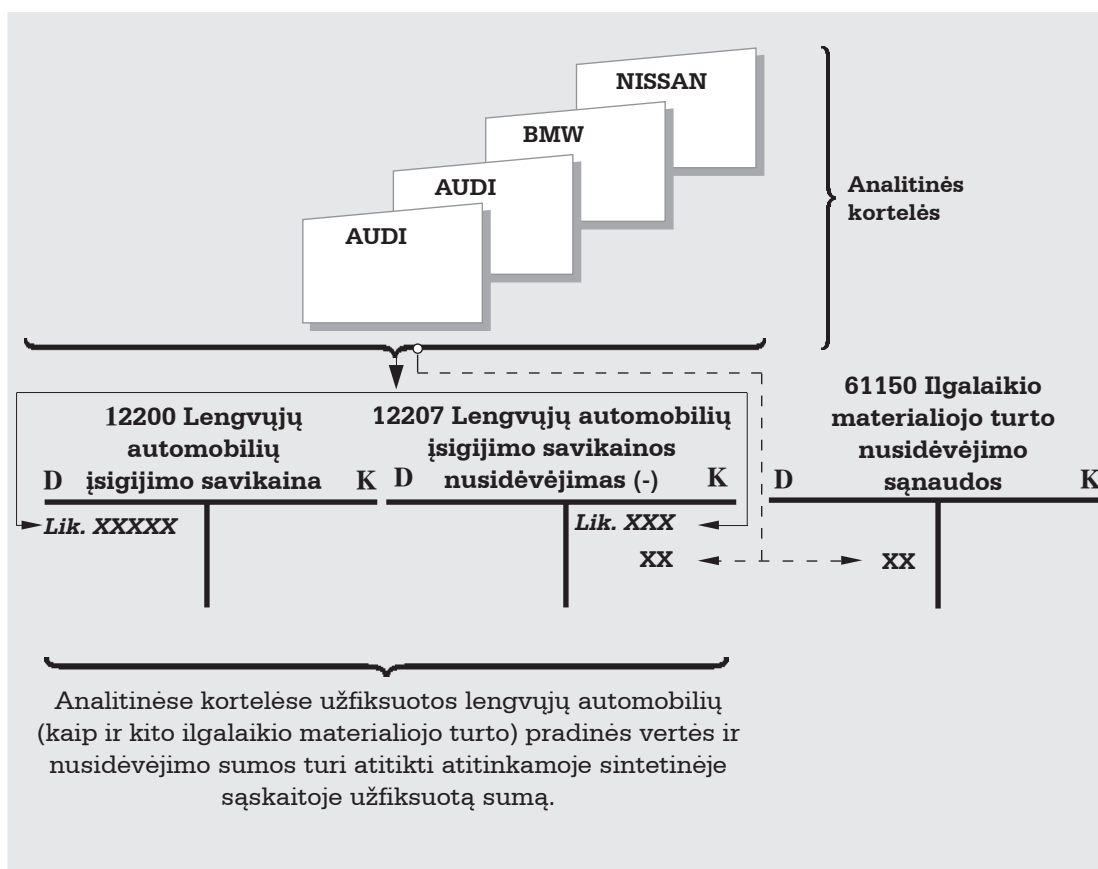 NISSAN
BMW
AUDI
AUDI
Analitinės
kortelės
12200 Lengvųjų
automobilių
įsigijimo savikaina
D
K
12207 Lengvųjų automobilių
įsigijimo savikainos
nusidėvėjimas (-)
D
K
61150 Ilgalaikio
materialiojo turto
nusidėvėjimo
sąnaudos
D
K
Lik. XXXXX
Lik. XXX
XX
XX
Analitinėse kortelėse užfiksuotos lengvųjų automobilių
(kaip ir kito ilgalaikio materialiojo turto) pradinės vertės ir
nusidėvėjimo sumos turi atitikti atitinkamoje sintetinėje
sąskaitoje užfiksuotą sumą.